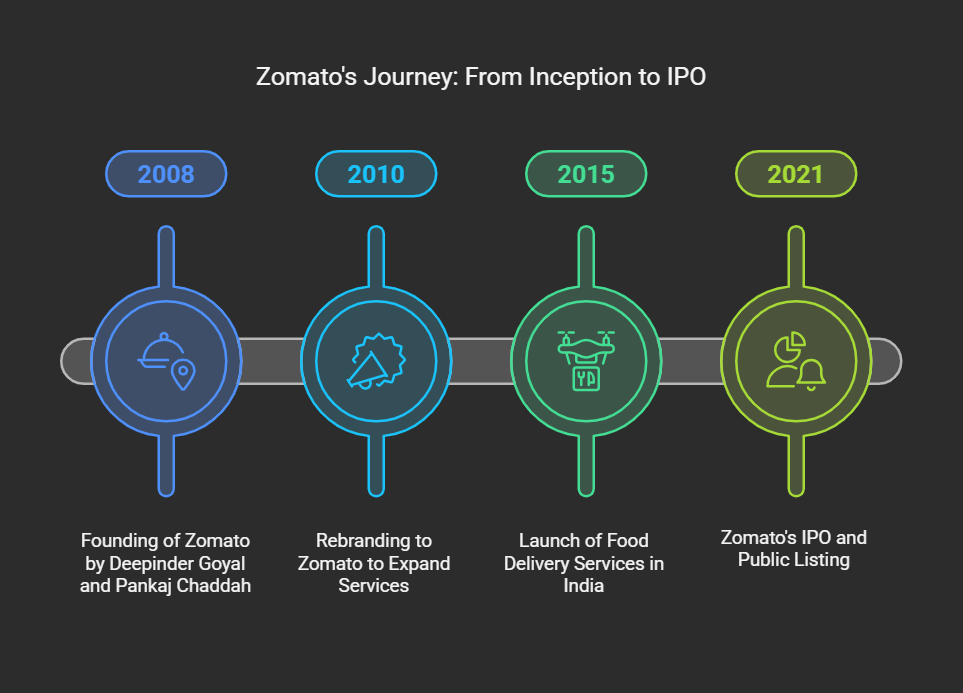 Zomato's Journey: From Inception to IPO
2008
2010
2015
2021
Founding of Zomato
by Deepinder Goyal
and Pankaj Chaddah
Rebranding to
Zomato to Expand
Services
Launch of Food
Delivery Services in
India
Zomato's IPO and
Public Listing